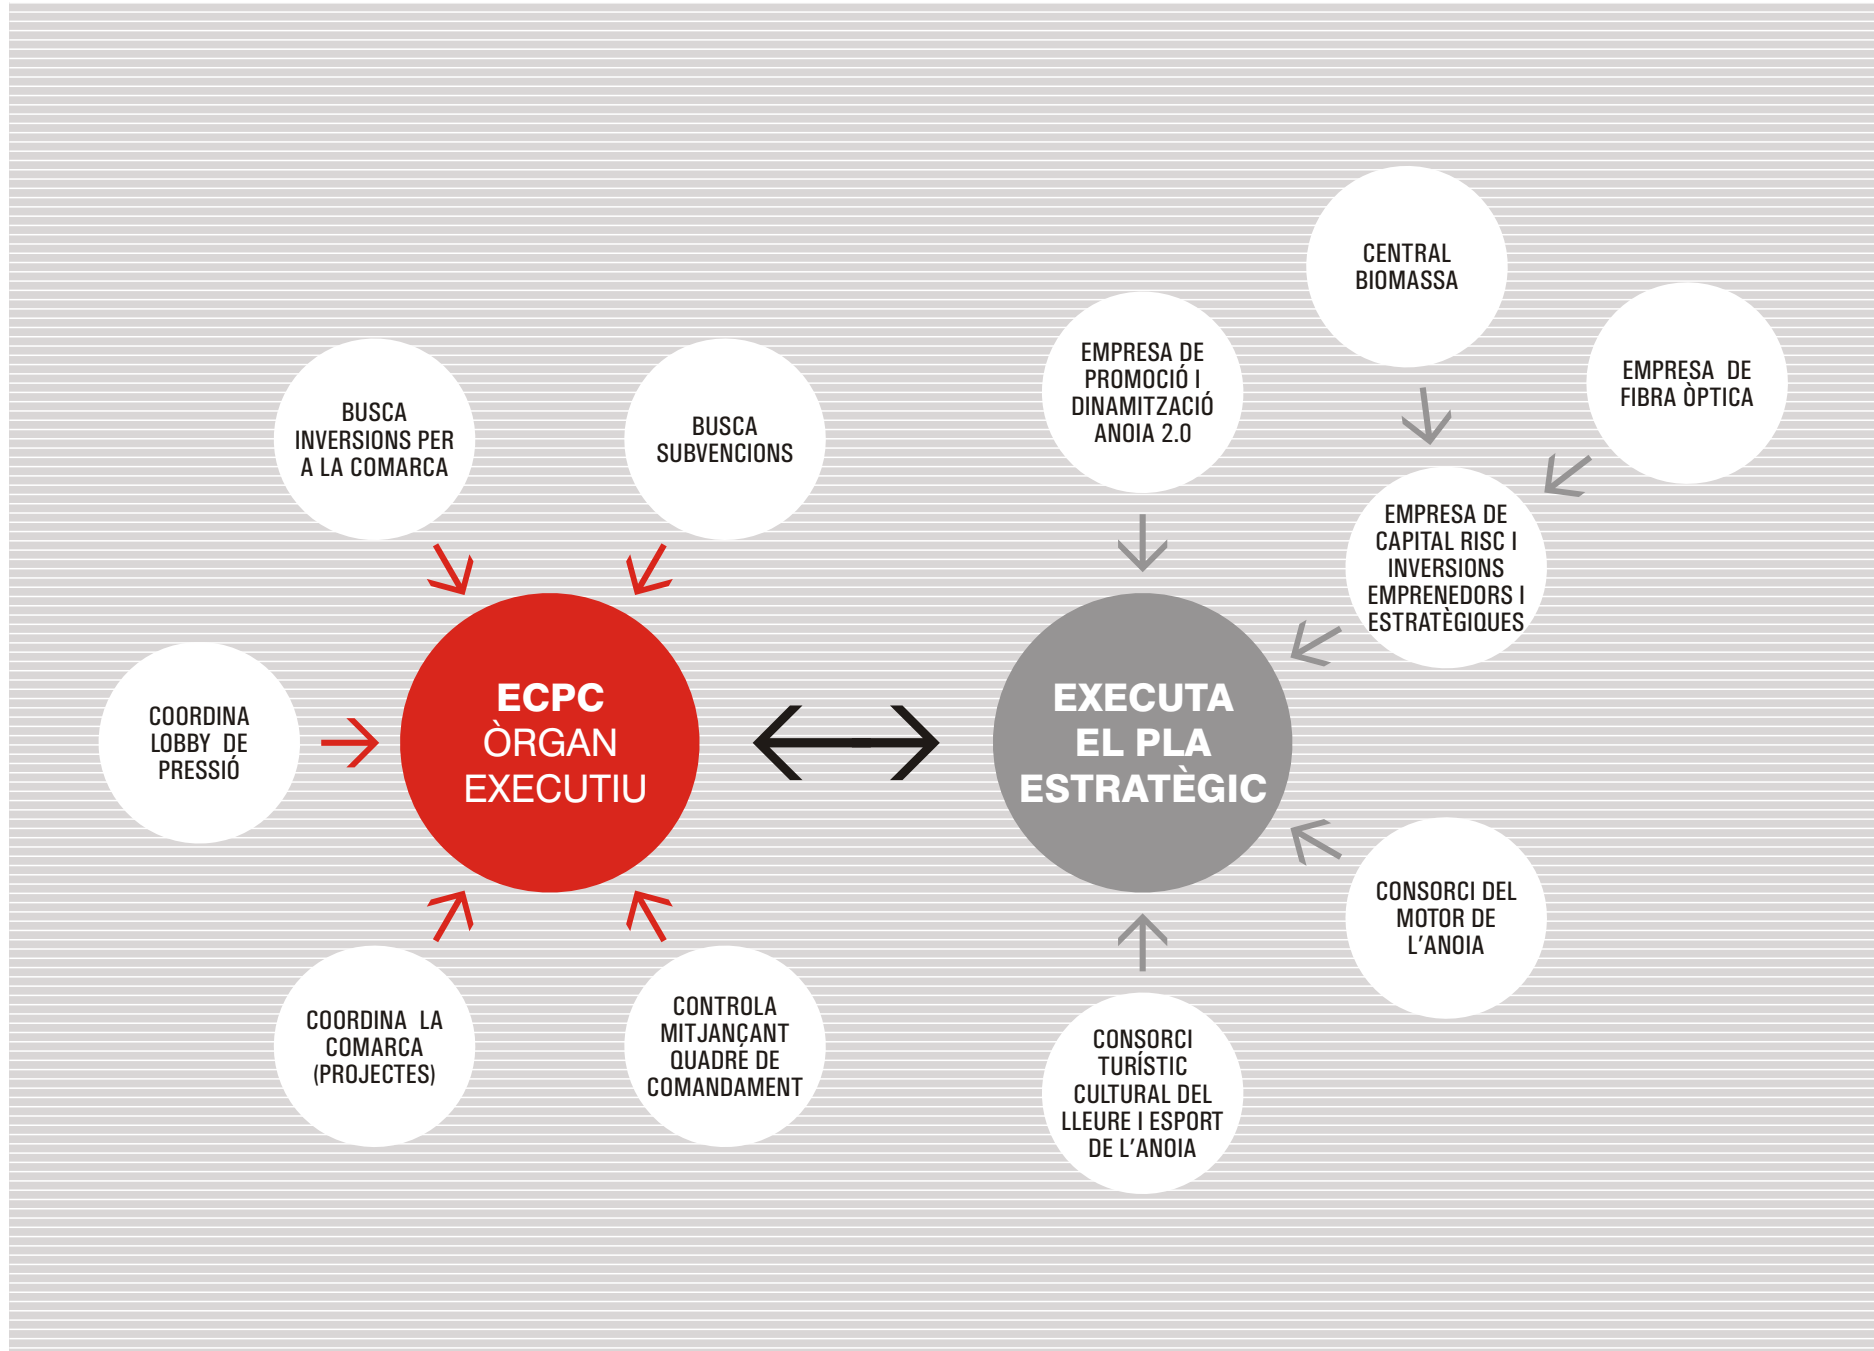 CENTRAL
BIOMASSA
EMPRESA DE
PROMOCIÓ I
DINAMITZACIÓ
ANOIA 2.0
EMPRESA DE
FIBRA ÒPTICA
BUSCA
INVERSIONS PER
A LA COMARCA
BUSCA
SUBVENCIONS
EMPRESA DE
CAPITAL RISC I
INVERSIONS
EMPRENEDORS I
ESTRATÈGIQUES
COORDINA
LOBBY DE
PRESSIÓ
ECPC
ÒRGAN
EXECUTIU
EXECUTA
EL PLA
ESTRATÈGIC
CONSORCI DEL
MOTOR DE
L'ANOIA
COORDINA LA
COMARCA
(PROJECTES)
CONTROLA
MITJANÇANT
QUADRE DE
COMANDAMENT
CONSORCI
TURÍSTIC
CULTURAL DEL
LLEURE I ESPORT
DE L'ANOIA